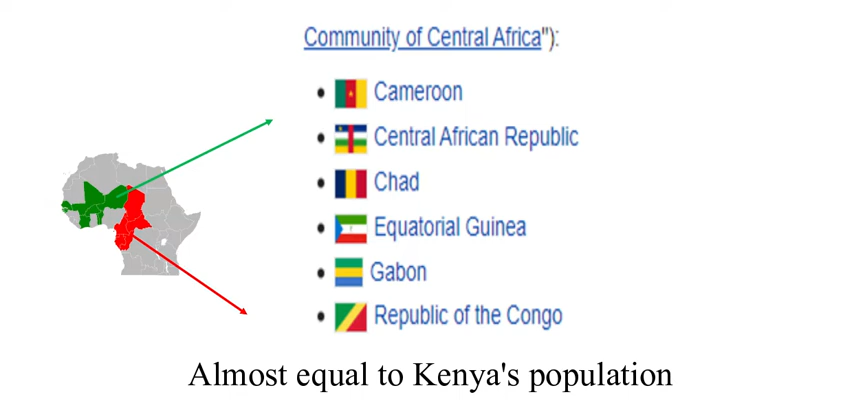 Community of Central Africa"):
Cameroon
Central African Republic
Chad
Equatorial Guinea
Gabon
Republic of the Congo
Almost equal to Kenya's population